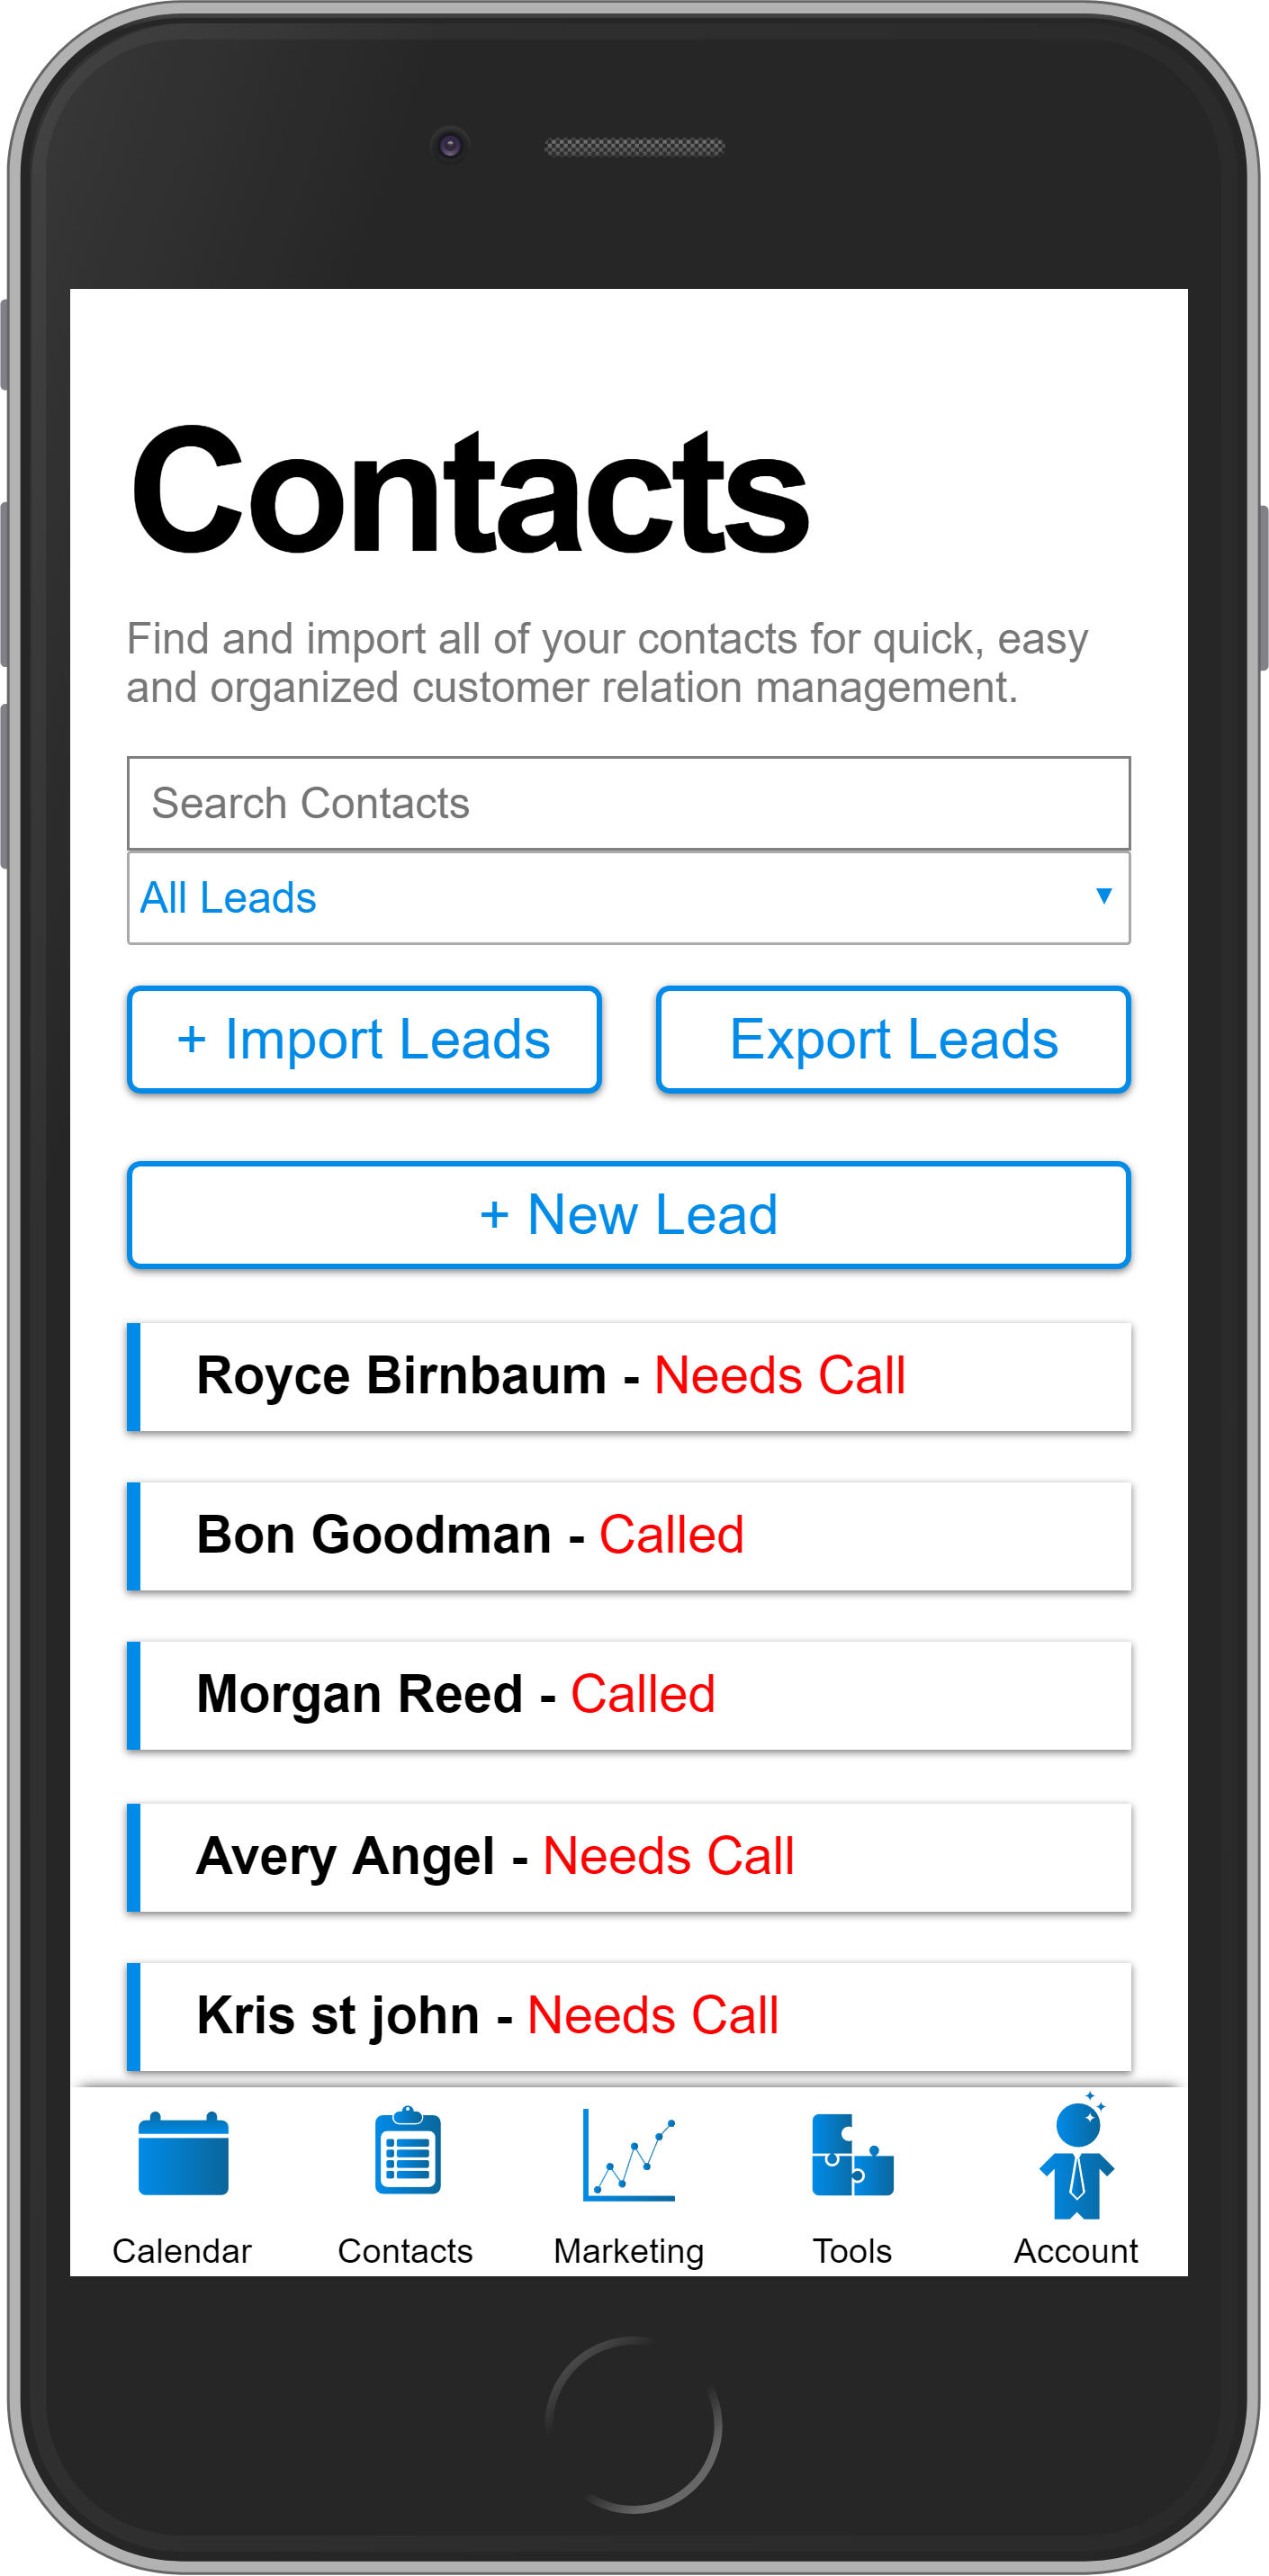 Contacts
Find and import all of your contacts for quick, easy
and organized customer relation management.
Search Contacts
All Leads
+ Import Leads
Export Leads
+ New Lead
Royce Birnbaum - Needs Call
Bon Goodman - Called
Morgan Reed - Called
Avery Angel - Needs Call
Kris st john - Needs Call
Calendar
Contacts
Marketing
Tools
Account